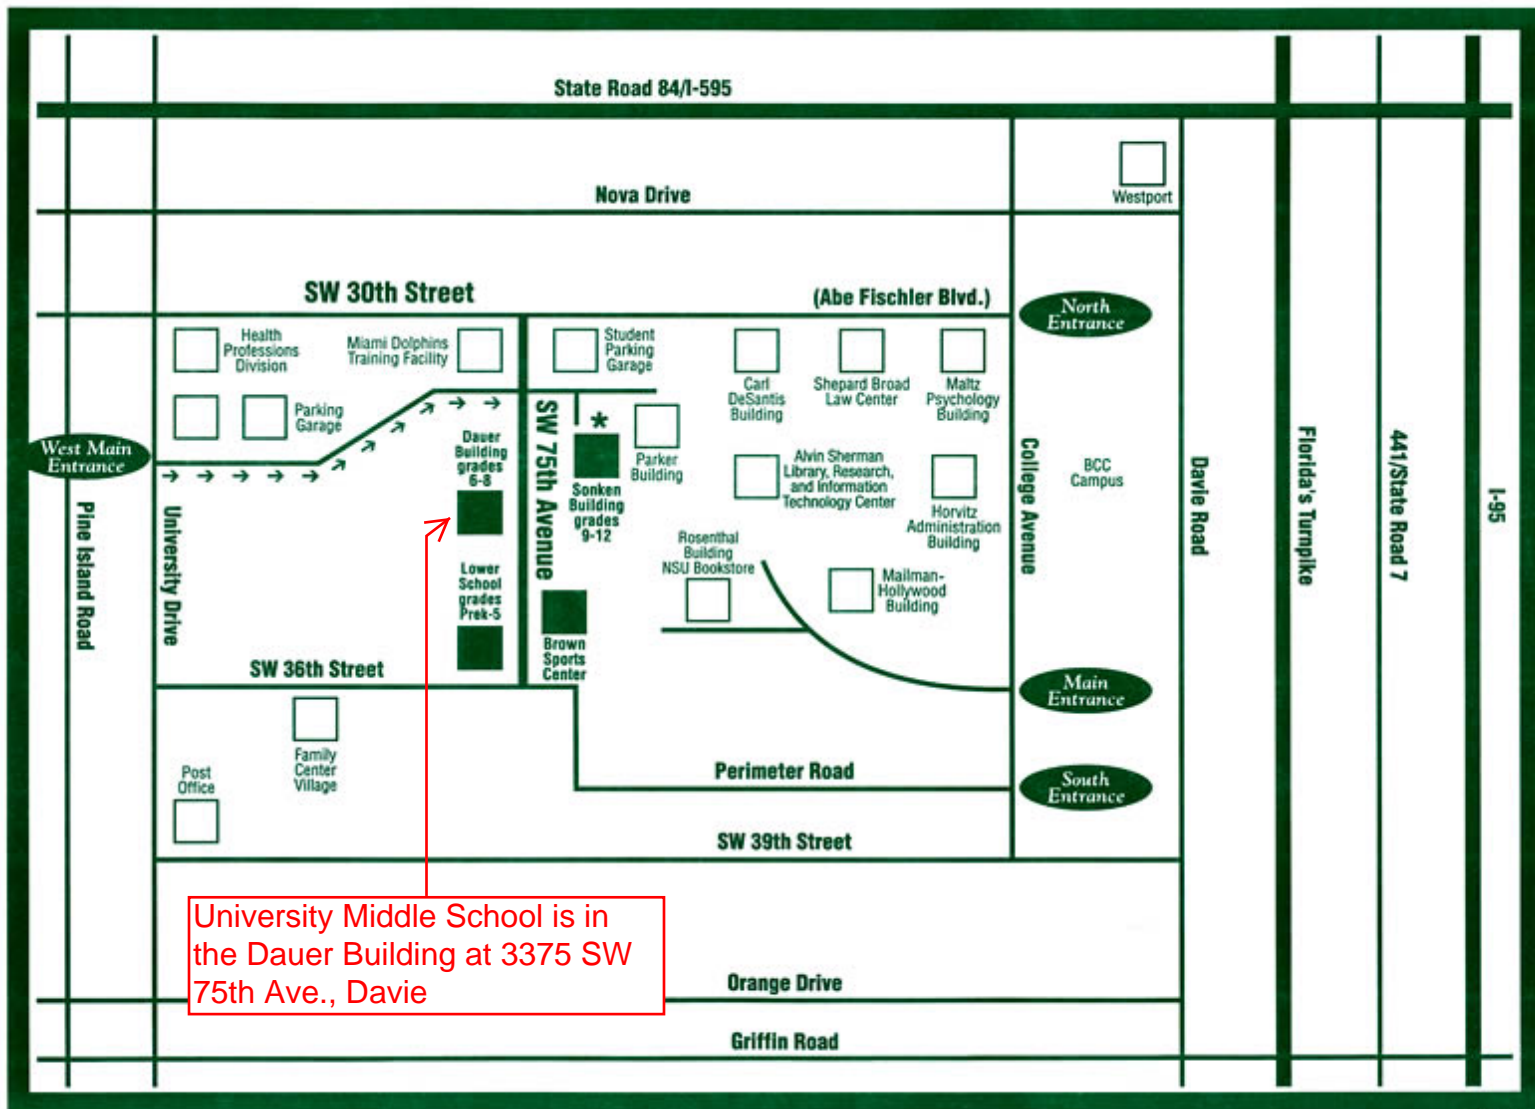 State Road 84/I-595
Westport
Nova Drive
SW 30th Street
(Abe Fischler Blvd.)
North
Entrance
Health
Professions
Division
Miami Dolphins
Training Facility
Student
Parking
Garage
Carl
DeSantis
Building
Shepard Broad
Law Center
Maltz
Psychology
Building
Parking
Garage
West Main
Entrance
Dauer
Building
grades
6-8
SW 75th Avenue
*
Sonken
Building
grades
9-12
Parker
Building
Alvin Sherman
Library, Research,
and Information
Technology Center
Horvitz
Administration
Building
College Avenue
BCC
Campus
Davie Road
Florida's Turnpike
441/State Road 7
I-95
Pine Island Road
University Drive
Rosenthal
Building
NSU Bookstore
Mailman-
Hollywood
Building
Lower
School
grades
Prek-5
Brown
Sports
Center
SW 36th Street
Main
Entrance
Family
Center
Village
Post
Office
Perimeter Road
South
Entrance
SW 39th Street
University Middle School is in
the Dauer Building at 3375 SW
75th Ave., Davie
Orange Drive
Griffin Road